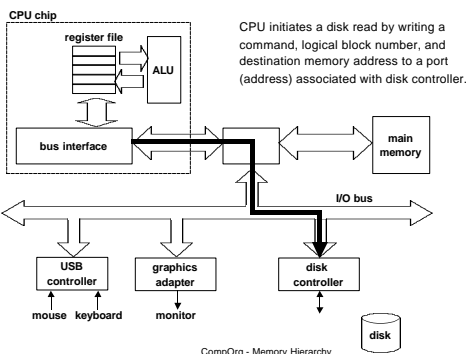 CPU chip
CPU initiates a disk read by writing a
command, logical block number, and
destination memory address to a port
(address) associated with disk controller.
register file
ALU
bus interface
main
memory
I/O bus
USB
controller
graphics
adapter
disk
controller
mouse keyboard
monitor
disk
CompOrg - Memory Hierarchy